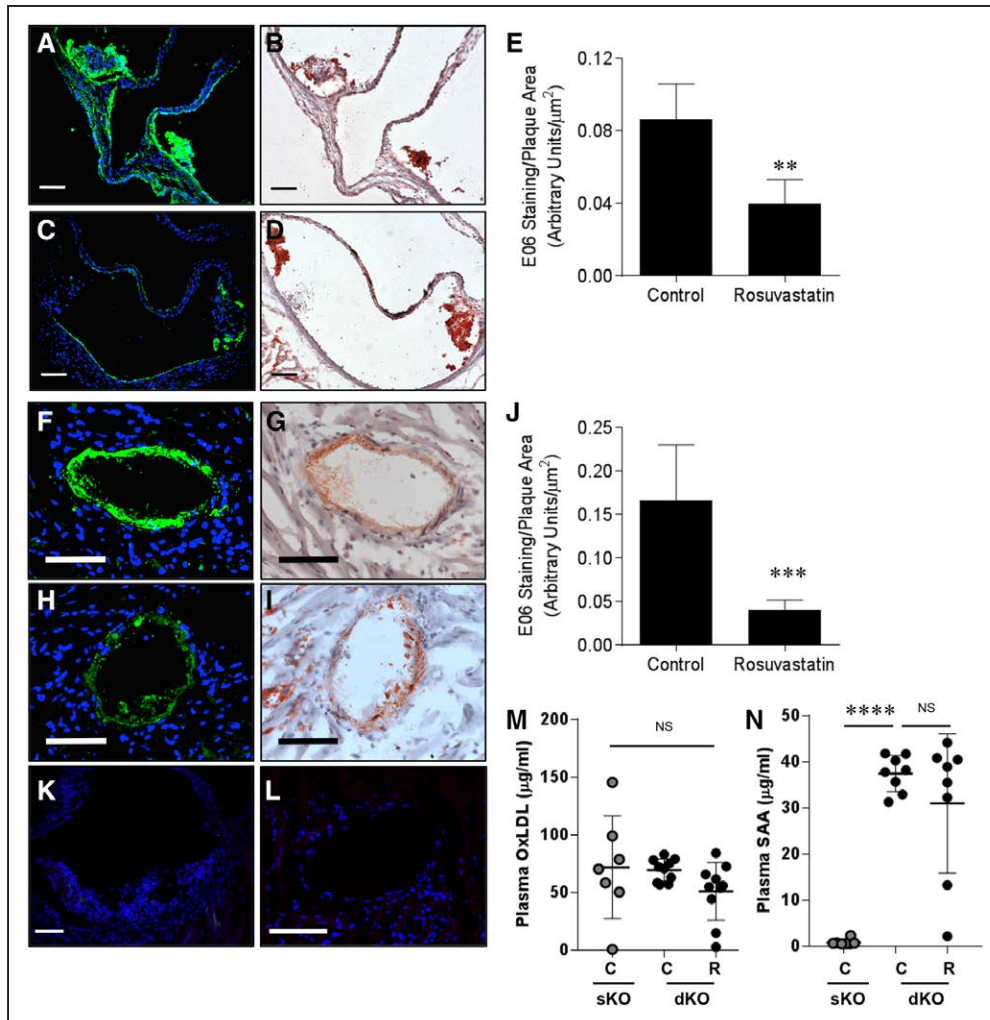 A
B
C
D
E
E06 Staining/Plaque Area
(Arbitrary Units/μm²)
0.12
0.08
0.04
0.00
**
Control
Rosuvastatin
F
G
H
I
J
E06 Staining/Plaque Area
(Arbitrary Units/μm²)
0.25
0.20
0.15
0.10
0.05
0.00
***
Control
Rosuvastatin
K
L
M
Plasma OxLDL (μg/ml)
200
150
100
50
0
NS
C
C
R
sKO
dKO
N
Plasma SAA (μg/ml)
50
40
30
20
10
0
****
NS
C
C
R
sKO
dKO